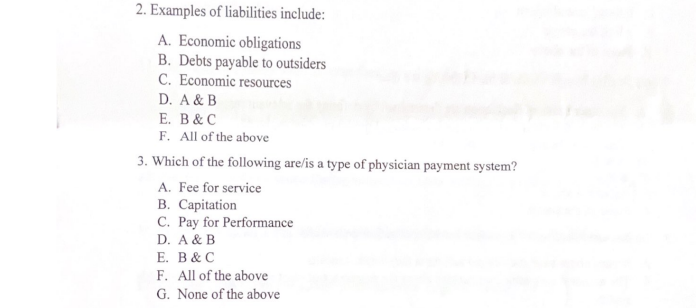 2. Examples of liabilities include:
A. Economic obligations
B. Debts payable to outsiders
C. Economic resources
D. A & B
E. B & C
F. All of the above
3. Which of the following are/is a type of physician payment system?
A. Fee for service
B. Capitation
C. Pay for Performance
D. A & B
E. B & C
F. All of the above
G. None of the above